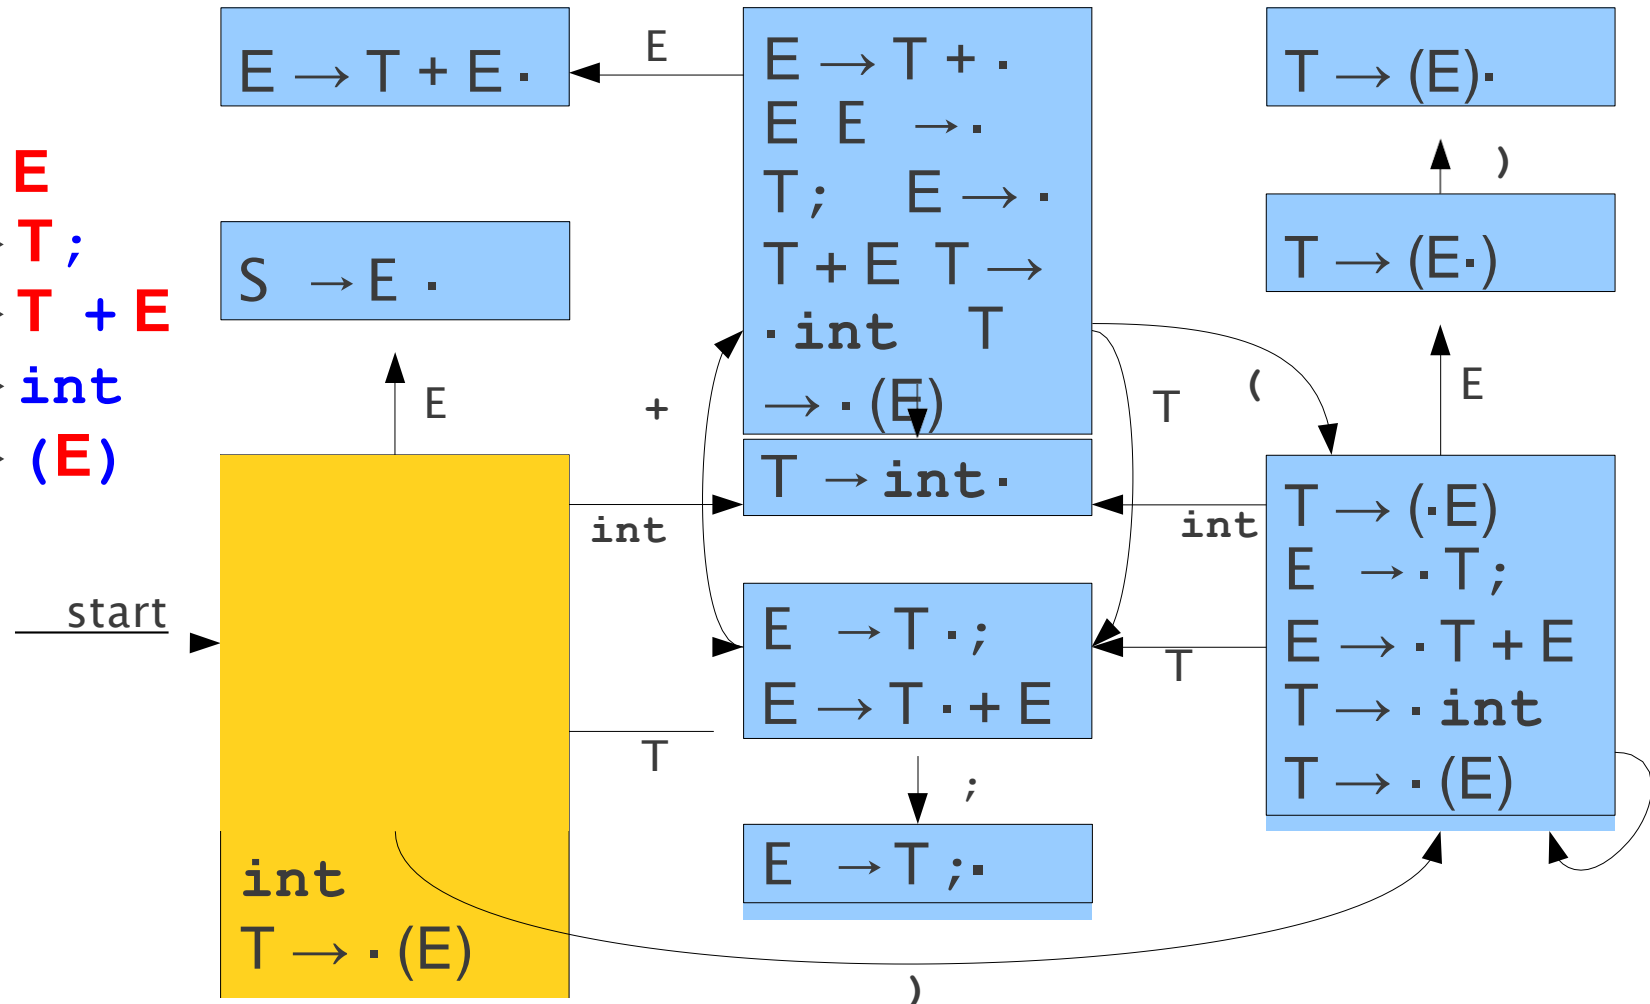 E
T ;
T + E
int
(E)
E → T + E ·
E
E → T + ·
E E → ·
T; E → ·
T + E T →
· int T
→ · (E)
T → (E)·
)
T → (E·)
S → E ·
E
+
T
(
E
T → int ·
int
int
T → (·E)
E → · T ;
E → · T + E
T → · int
T → · (E)
start
E → T · ;
E → T · + E
T
T
;
E → T ; ·
int
T → · (E)
)